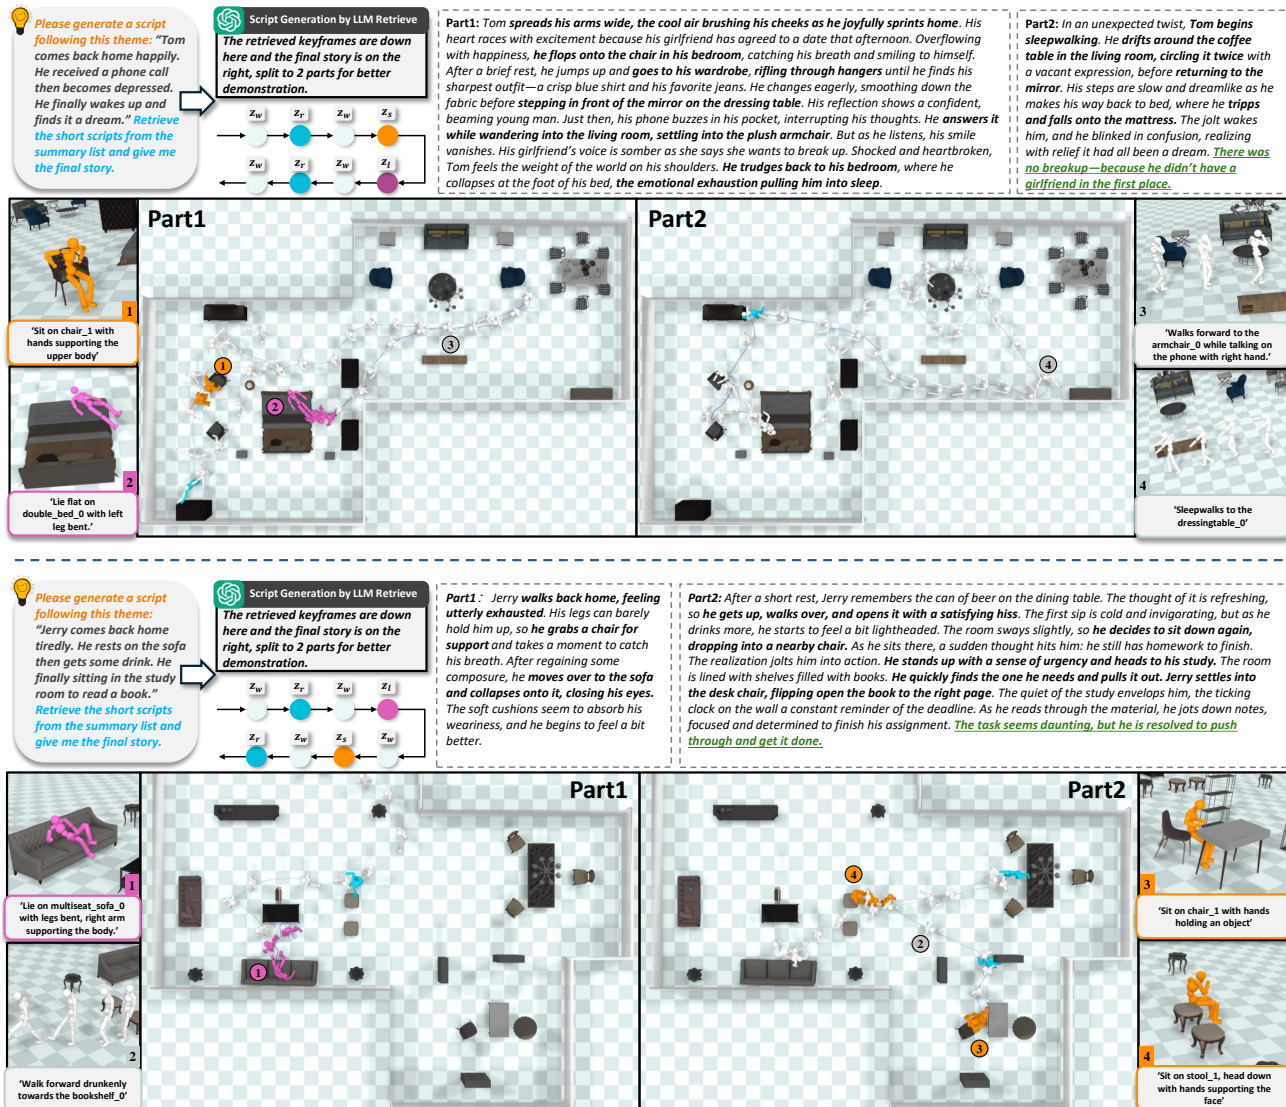 Please generate a script
following this theme: “Tom
comes back home happily.
He received a phone call
then becomes depressed.
He finally wakes up and
finds it a dream.” Retrieve
the short scripts from the
summary list and give me
the final story.
Script Generation by LLM Retrieve
The retrieved keyframes are down
here and the final story is on the
right, split to 2 parts for better
demonstration.
z_w z_r z_w z_s
z_w z_r z_w z_l
Part1: Tom spreads his arms wide, the cool air brushing his cheeks as he joyfully sprints home. His
heart races with excitement because his girlfriend has agreed to a date that afternoon. Overflowing
with happiness, he flops onto the chair in his bedroom, catching his breath and smiling to himself.
After a brief rest, he jumps up and goes to his wardrobe, rifling through hangers until he finds his
sharpest outfit—a crisp blue shirt and his favorite jeans. He changes eagerly, smoothing down the
fabric before stepping in front of the mirror on the dressing table. His reflection shows a confident,
beaming young man. Just then, his phone buzzes in his pocket, interrupting his thoughts. He answers it
while wandering into the living room, settling into the plush armchair. But as he listens, his smile
vanishes. His girlfriend’s voice is somber as she says she wants to break up. Shocked and heartbroken,
Tom feels the weight of the world on his shoulders. He trudges back to his bedroom, where he
collapses at the foot of his bed, the emotional exhaustion pulling him into sleep.
Part2: In an unexpected twist, Tom begins
sleepwalking. He drifts around the coffee
table in the living room, circling it twice with
a vacant expression, before returning to the
mirror. His steps are slow and dreamlike as he
makes his way back to bed, where he trips
and falls onto the mattress. The jolt wakes
him, and he blinked in confusion, realizing
with relief it had all been a dream. There was
no breakup—because he didn’t have a
girlfriend in the first place.
1
‘Sit on chair_1 with
hands supporting the
upper body’
2
‘Lie flat on
double_bed_0 with left
leg bent.’
Part1
1
2
3
Part2
4
3
‘Walks forward to the
armchair_0 while talking on
the phone with right hand.’
4
‘Sleepwalks to the
dressingtable_0’
Please generate a script
following this theme:
“Jerry comes back home
tiredly. He rests on the sofa
then gets some drink. He
finally sitting in the study
room to read a book.”
Retrieve the short scripts
from the summary list and
give me the final story.
Script Generation by LLM Retrieve
The retrieved keyframes are down
here and the final story is on the
right, split to 2 parts for better
demonstration.
z_w z_r z_w z_l
z_r z_w z_s z_w
Part1： Jerry walks back home, feeling
utterly exhausted. His legs can barely
hold him up, so he grabs a chair for
support and takes a moment to catch
his breath. After regaining some
composure, he moves over to the sofa
and collapses onto it, closing his eyes.
The soft cushions seem to absorb his
weariness, and he begins to feel a bit
better.
Part2: After a short rest, Jerry remembers the can of beer on the dining table. The thought of it is refreshing,
so he gets up, walks over, and opens it with a satisfying hiss. The first sip is cold and invigorating, but as he
drinks more, he starts to feel a bit lightheaded. The room sways slightly, so he decides to sit down again,
dropping into a nearby chair. As he sits there, a sudden thought hits him: he still has homework to finish.
The realization jolts him into action. He stands up with a sense of urgency and heads to his study. The room
is lined with shelves filled with books. He quickly finds the one he needs and pulls it out. Jerry settles into
the desk chair, flipping open the book to the right page. The quiet of the study envelops him, the ticking
clock on the wall a constant reminder of the deadline. As he reads through the material, he jots down notes,
focused and determined to finish his assignment. The task seems daunting, but he is resolved to push
through and get it done.
1
‘Lie on multiseat_sofa_0
with legs bent, right arm
supporting the body.’
2
‘Walk forward drunkenly
towards the bookshelf_0’
Part1
1
Part2
4
2
3
3
‘Sit on chair_1 with hands
holding an object’
4
‘Sit on stool_1, head down
with hands supporting the
face’